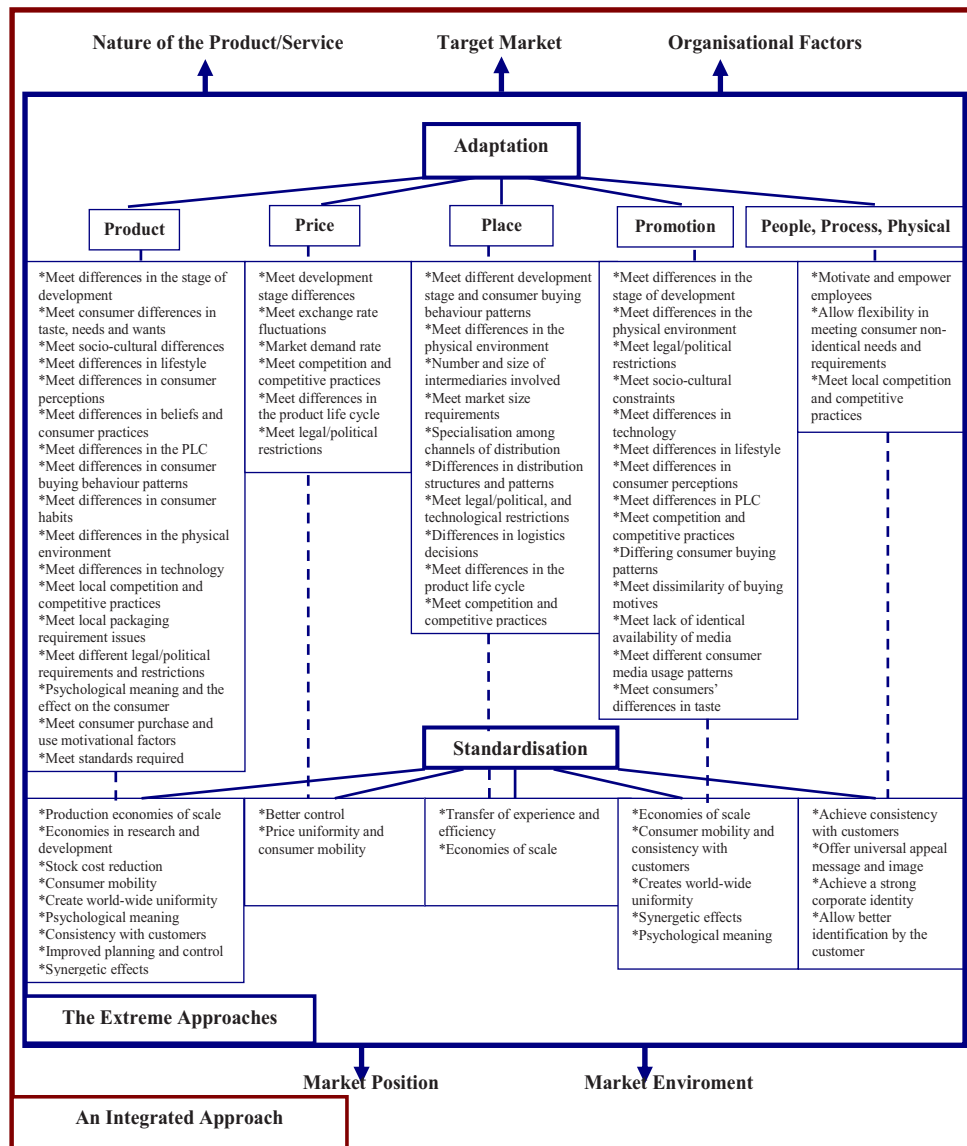 Nature of the Product/Service
Target Market
Organisational Factors
Adaptation
Product
Price
Place
Promotion
People, Process, Physical
*Meet differences in the stage of
development
*Meet consumer differences in
taste, needs and wants
*Meet socio-cultural differences
*Meet differences in lifestyle
*Meet differences in consumer
perceptions
*Meet differences in beliefs and
consumer practices
*Meet differences in the PLC
*Meet differences in consumer
buying behaviour patterns
*Meet differences in consumer
habits
*Meet differences in the physical
environment
*Meet differences in technology
*Meet local competition and
competitive practices
*Meet local packaging
requirement issues
*Meet different legal/political
requirements and restrictions
*Psychological meaning and the
effect on the consumer
*Meet consumer purchase and
use motivational factors
*Meet standards required
*Meet development
stage differences
*Meet exchange rate
fluctuations
*Market demand rate
*Meet competition and
competitive practices
*Meet differences in
the product life cycle
*Meet legal/political
restrictions
*Meet different development
stage and consumer buying
behaviour patterns
*Meet differences in the
physical environment
*Number and size of
intermediaries involved
*Meet market size
requirements
*Specialisation among
channels of distribution
*Differences in distribution
structures and patterns
*Meet legal/political, and
technological restrictions
*Differences in logistics
decisions
*Meet differences in the
product life cycle
*Meet competition and
competitive practices
*Meet differences in the
stage of development
*Meet differences in the
physical environment
*Meet legal/political
restrictions
*Meet socio-cultural
constraints
*Meet differences in
technology
*Meet differences in lifestyle
*Meet differences in
consumer perceptions
*Meet differences in PLC
*Meet competition and
competitive practices
*Differing consumer buying
patterns
*Meet dissimilarity of buying
motives
*Meet lack of identical
availability of media
*Meet different consumer
media usage patterns
*Meet consumers’
differences in taste
*Motivate and empower
employees
*Allow flexibility in
meeting consumer non-
identical needs and
requirements
*Meet local competition
and competitive
practices
Standardisation
*Production economies of scale
*Economies in research and
development
*Stock cost reduction
*Consumer mobility
*Create world-wide uniformity
*Psychological meaning
*Consistency with customers
*Improved planning and control
*Synergetic effects
*Better control
*Price uniformity and
consumer mobility
*Transfer of experience and
efficiency
*Economies of scale
*Economies of scale
*Consumer mobility and
consistency with
customers
*Creates world-wide
uniformity
*Synergetic effects
*Psychological meaning
*Achieve consistency
with customers
*Offer universal appeal
message and image
*Achieve a strong
corporate identity
*Allow better
identification by the
customer
The Extreme Approaches
Market Position
Market Enviroment
An Integrated Approach